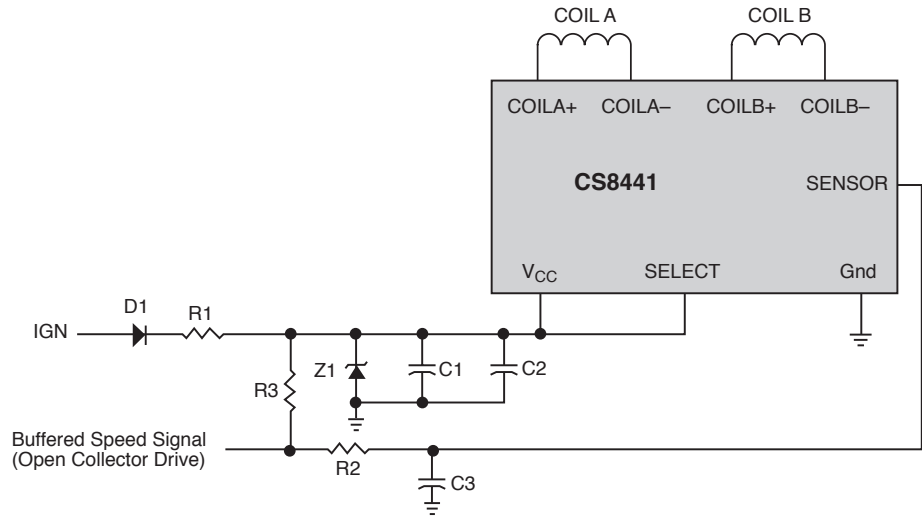 COIL A
COIL B
COILA+
COILA–
COILB+
COILB–
CS8441
SENSOR
VCC
SELECT
Gnd
IGN
D1
R1
Z1
C1
C2
R3
Buffered Speed Signal
(Open Collector Drive)
R2
C3